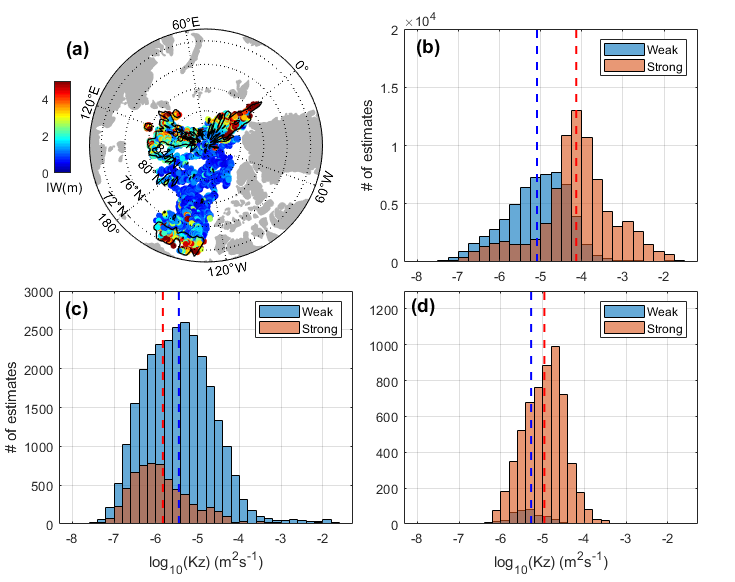 (a)
60°E
0°
120°E
60°W
80°N
76°N
72°N
180°
120°W
4
2
0
IW(m)
(b)
×10⁴
Weak
Strong
2
1.5
1
0.5
0
# of estimates
-8 -7 -6 -5 -4 -3 -2
(c)
Weak
Strong
3000
2500
2000
1500
1000
500
0
# of estimates
-8 -7 -6 -5 -4 -3 -2
log₁₀(Kz) (m²s⁻¹)
(d)
Weak
Strong
1200
1000
800
600
400
200
0
-8 -7 -6 -5 -4 -3 -2
log₁₀(Kz) (m²s⁻¹)